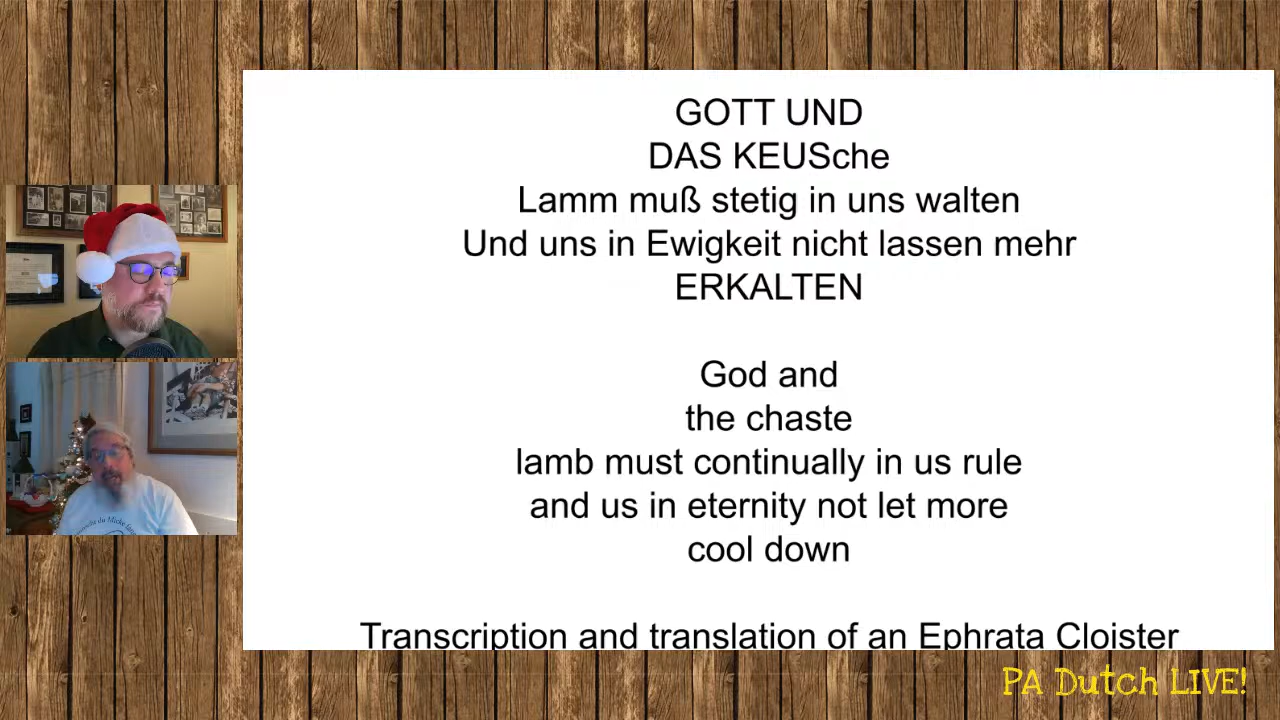 GOTT UND
DAS KEUSche
Lamm muß stetig in uns walten
Und uns in Ewigkeit nicht lassen mehr
ERKALTEN
God and
the chaste
lamb must continually in us rule
and us in eternity not let more
cool down
Transcription and translation of an Ephrata Cloister
PA Dutch LIVE!